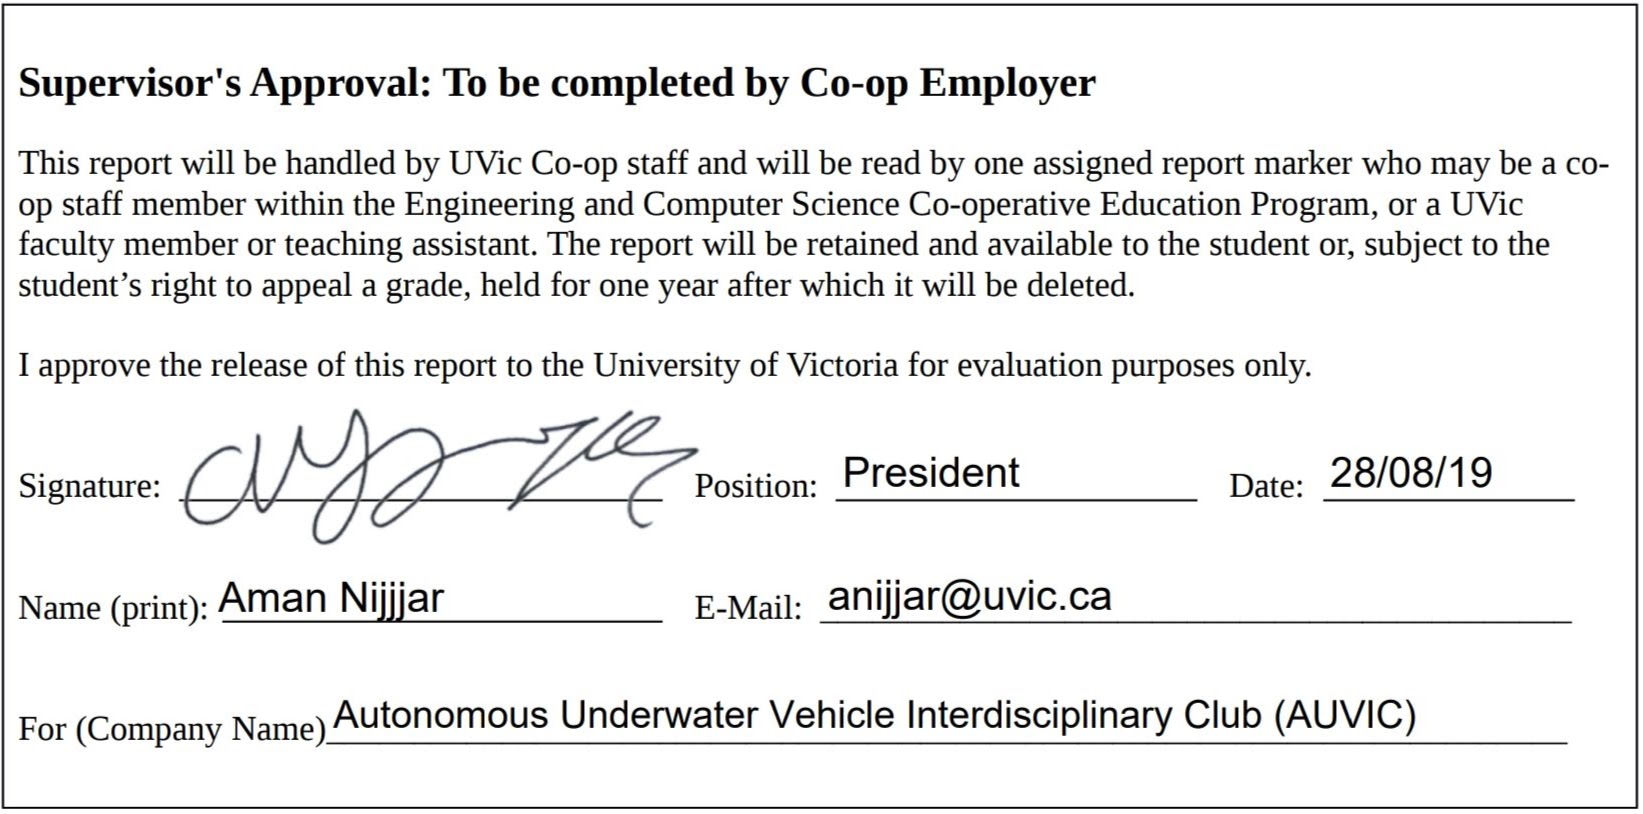 Supervisor's Approval: To be completed by Co-op Employer
This report will be handled by UVic Co-op staff and will be read by one assigned report marker who may be a co-
op staff member within the Engineering and Computer Science Co-operative Education Program, or a UVic
faculty member or teaching assistant. The report will be retained and available to the student or, subject to the
student’s right to appeal a grade, held for one year after which it will be deleted.
I approve the release of this report to the University of Victoria for evaluation purposes only.
Signature: Position: President Date: 28/08/19
Name (print): Aman Nijjjar E-Mail: anijjar@uvic.ca
For (Company Name) Autonomous Underwater Vehicle Interdisciplinary Club (AUVIC)